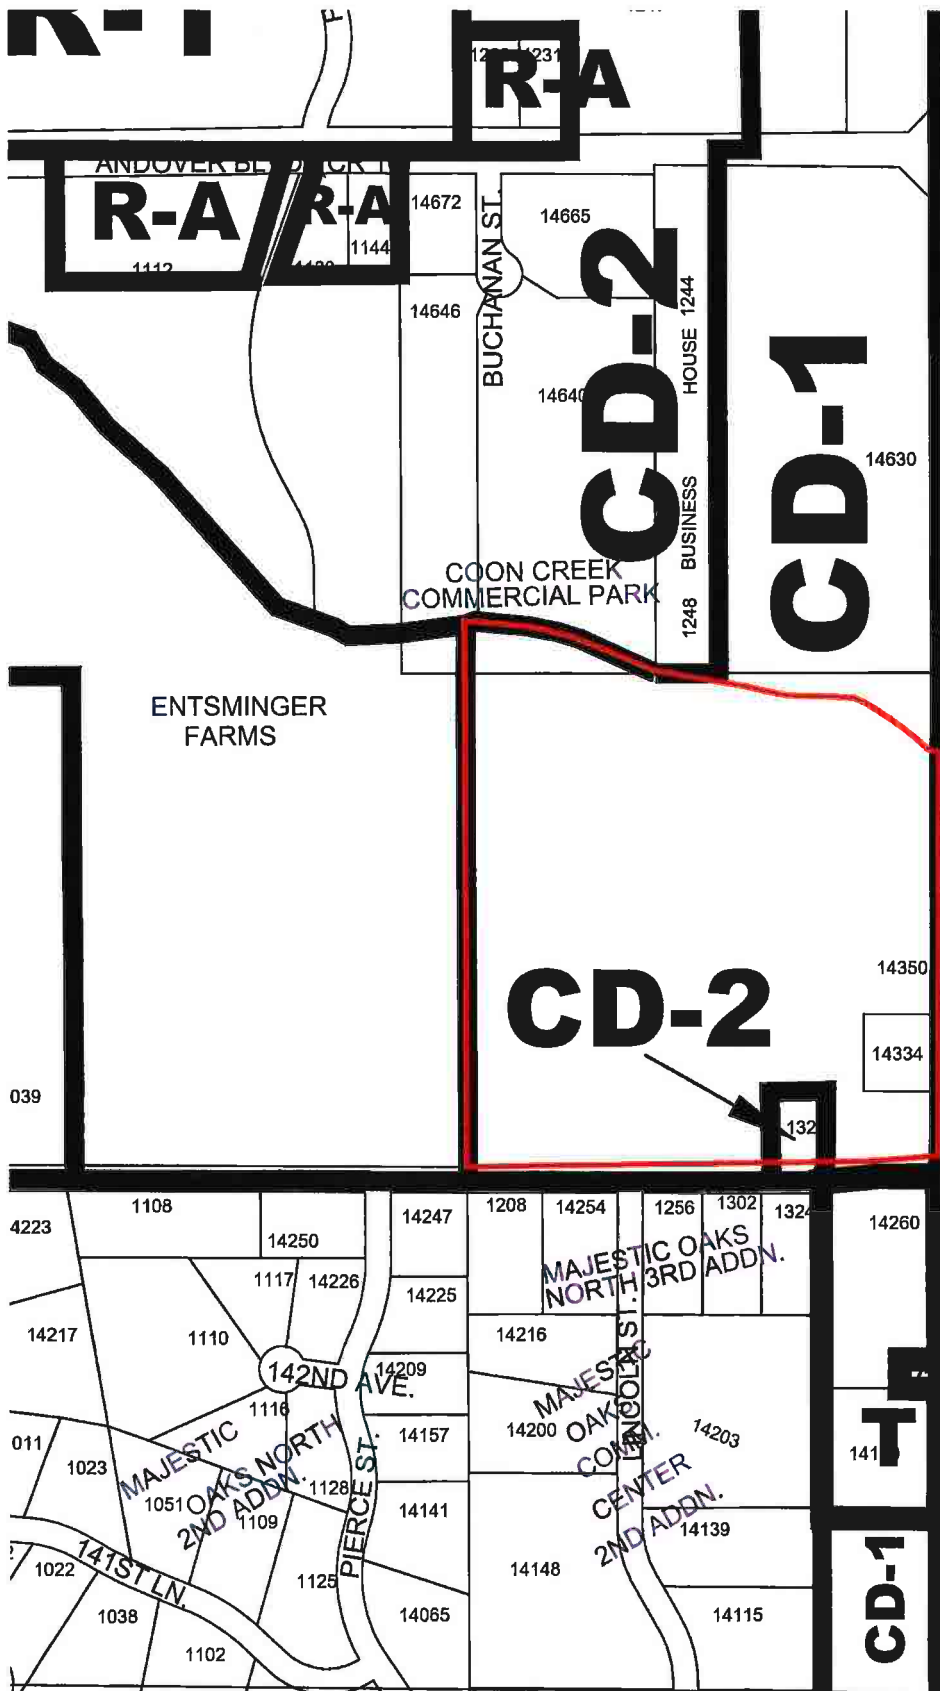 R-1
1231
R-A
R-A
R-A
1144
1112
14672
14665
BUCHANAN ST.
14646
14640
CD-2
HOUSE 1244
1248 BUSINESS
CD-1
14630
COON CREEK
COMMERCIAL PARK
ENTSMINGER
FARMS
14350
CD-2
14334
039
132
4223
1108
14250
14247
1208
14254
1256
1302
1324
14260
MAJESTIC OAKS
NORTH 3RD ADDN.
1117
14226
14225
14217
1110
14216
142ND AVE.
14209
LINCOLN ST.
MAJESTIC
OAKS
COMM.
CENTER
2ND ADDN.
1116
14157
14200
14203
T
141
011
1023
MAJESTIC
OAKS NORTH
2ND ADDN.
1051
1109
1128
PIERCE ST.
14141
14139
141ST LN.
1022
1125
14148
CD-1
1038
14065
14115
1102